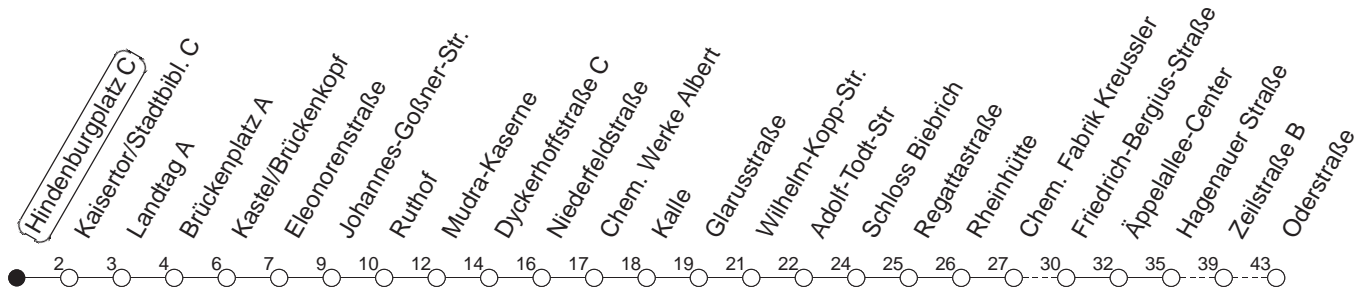 Hindenburgplatz C
Kaisertor/Stadtbibl. C
Landtag A
Brückenplatz A
Kastel/Brückenkopf
Eleonorenstraße
Johannes-Goßner-Str.
Ruthof
Mudra-Kaserne
Dyckerhoffstraße C
Niederfeldstraße
Chem. Werke Albert
Kalle
Glarusstraße
Wilhelm-Kopp-Str.
Adolf-Todt-Str
Schloss Biebrich
Regattastraße
Rheinhütte
Chem. Fabrik Kreussler
Friedrich-Bergius-Straße
Äppelallee-Center
Hagenauer Straße
Zeilstraße B
Oderstraße
2 3 4 6 7 9 10 12 14 16 17 18 19 21 22 24 25 26 27 30 32 35 39 43